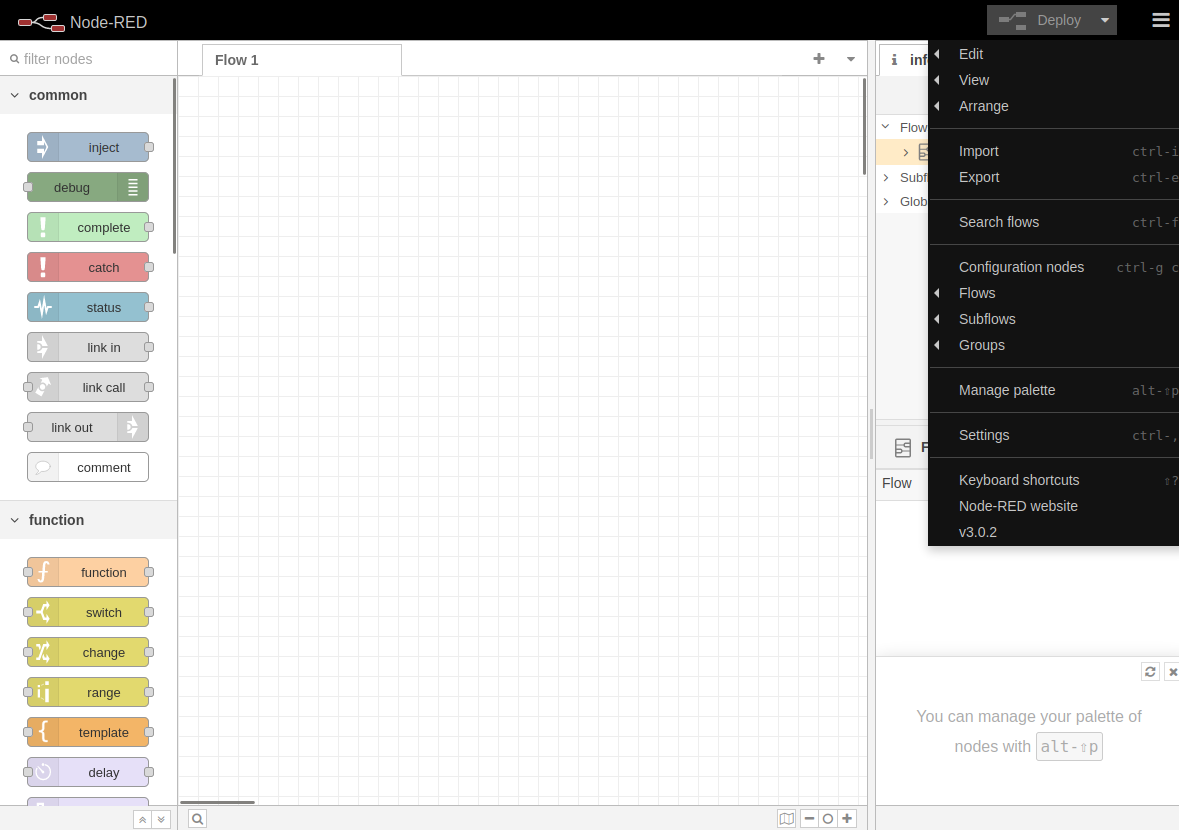 Node-RED
Deploy
filter nodes
Flow 1
common
inject
debug
complete
catch
status
link in
link call
link out
comment
function
function
switch
change
range
template
delay
inf
Flow
Subf
Glob
F
Flow
Edit
View
Arrange
Import ctrl-i
Export ctrl-e
Search flows ctrl-f
Configuration nodes ctrl-g c
Flows
Subflows
Groups
Manage palette alt-⇧p
Settings ctrl-,
Keyboard shortcuts ⇧?
Node-RED website
v3.0.2
You can manage your palette of
nodes with alt-⇧p